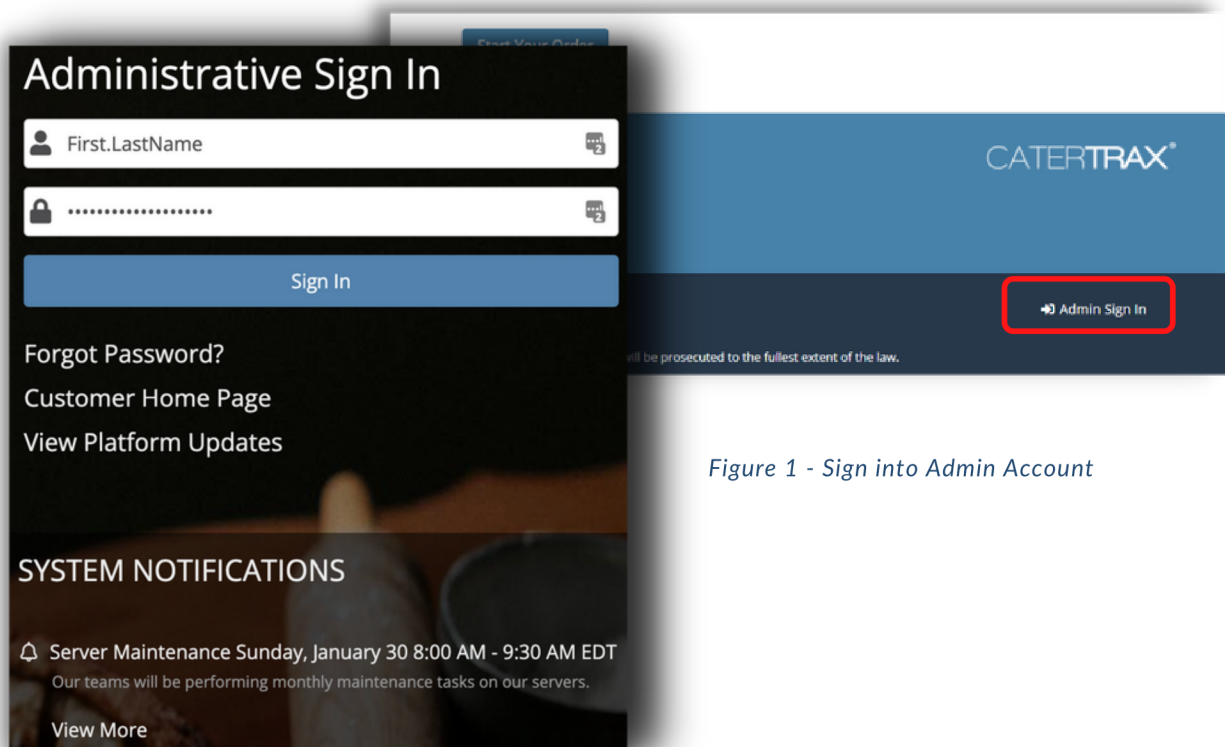 Start Your Order
Administrative Sign In
First.LastName
••••••••••••••••••••
Sign In
Forgot Password?
Customer Home Page
View Platform Updates
SYSTEM NOTIFICATIONS
Server Maintenance Sunday, January 30 8:00 AM - 9:30 AM EDT
Our teams will be performing monthly maintenance tasks on our servers.
View More
CATERTRAX®
Admin Sign In
will be prosecuted to the fullest extent of the law.
Figure 1 - Sign into Admin Account